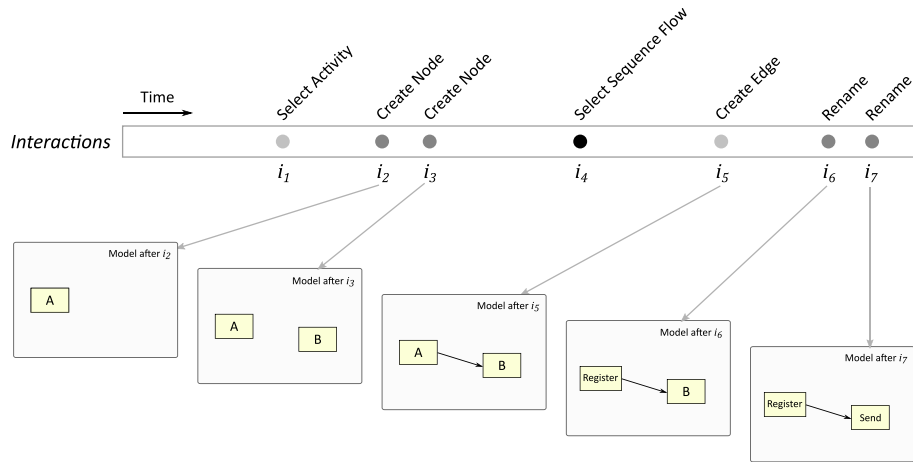 Select Activity
Create Node
Create Node
Select Sequence Flow
Create Edge
Rename
Rename
Time
Interactions
i1
i2
i3
i4
i5
i6
i7
Model after i2
A
Model after i3
A
B
Model after i5
A
B
Model after i6
Register
B
Model after i7
Register
Send